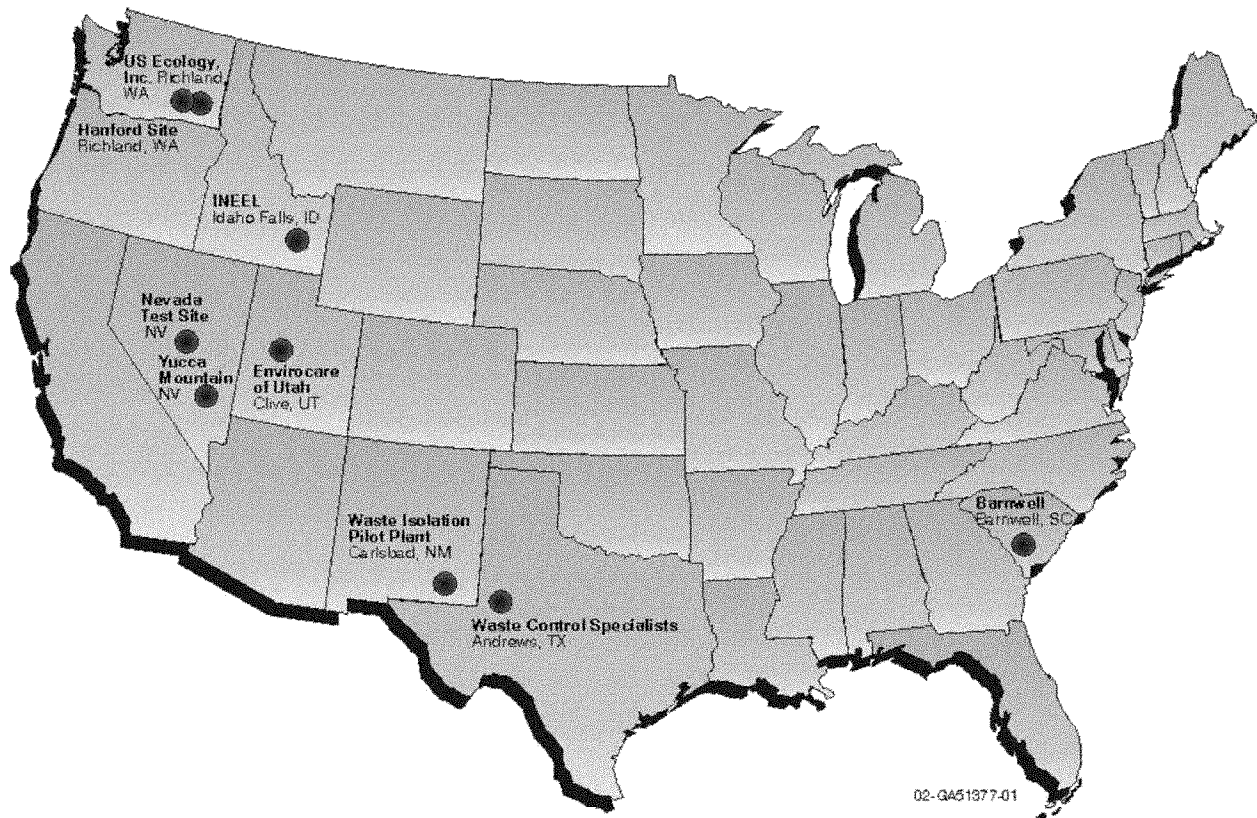 US Ecology,
Inc. Richland,
WA
Hanford Site
Richland, WA
INEEL
Idaho Falls, ID
Nevada
Test Site
NV
Yucca
Mountain
NV
Envirocare
of Utah
Clive, UT
Waste Isolation
Pilot Plant
Carlsbad, NM
Waste Control Specialists
Andrews, TX
Barnwell
Barnwell, SC
02-GA51377-01